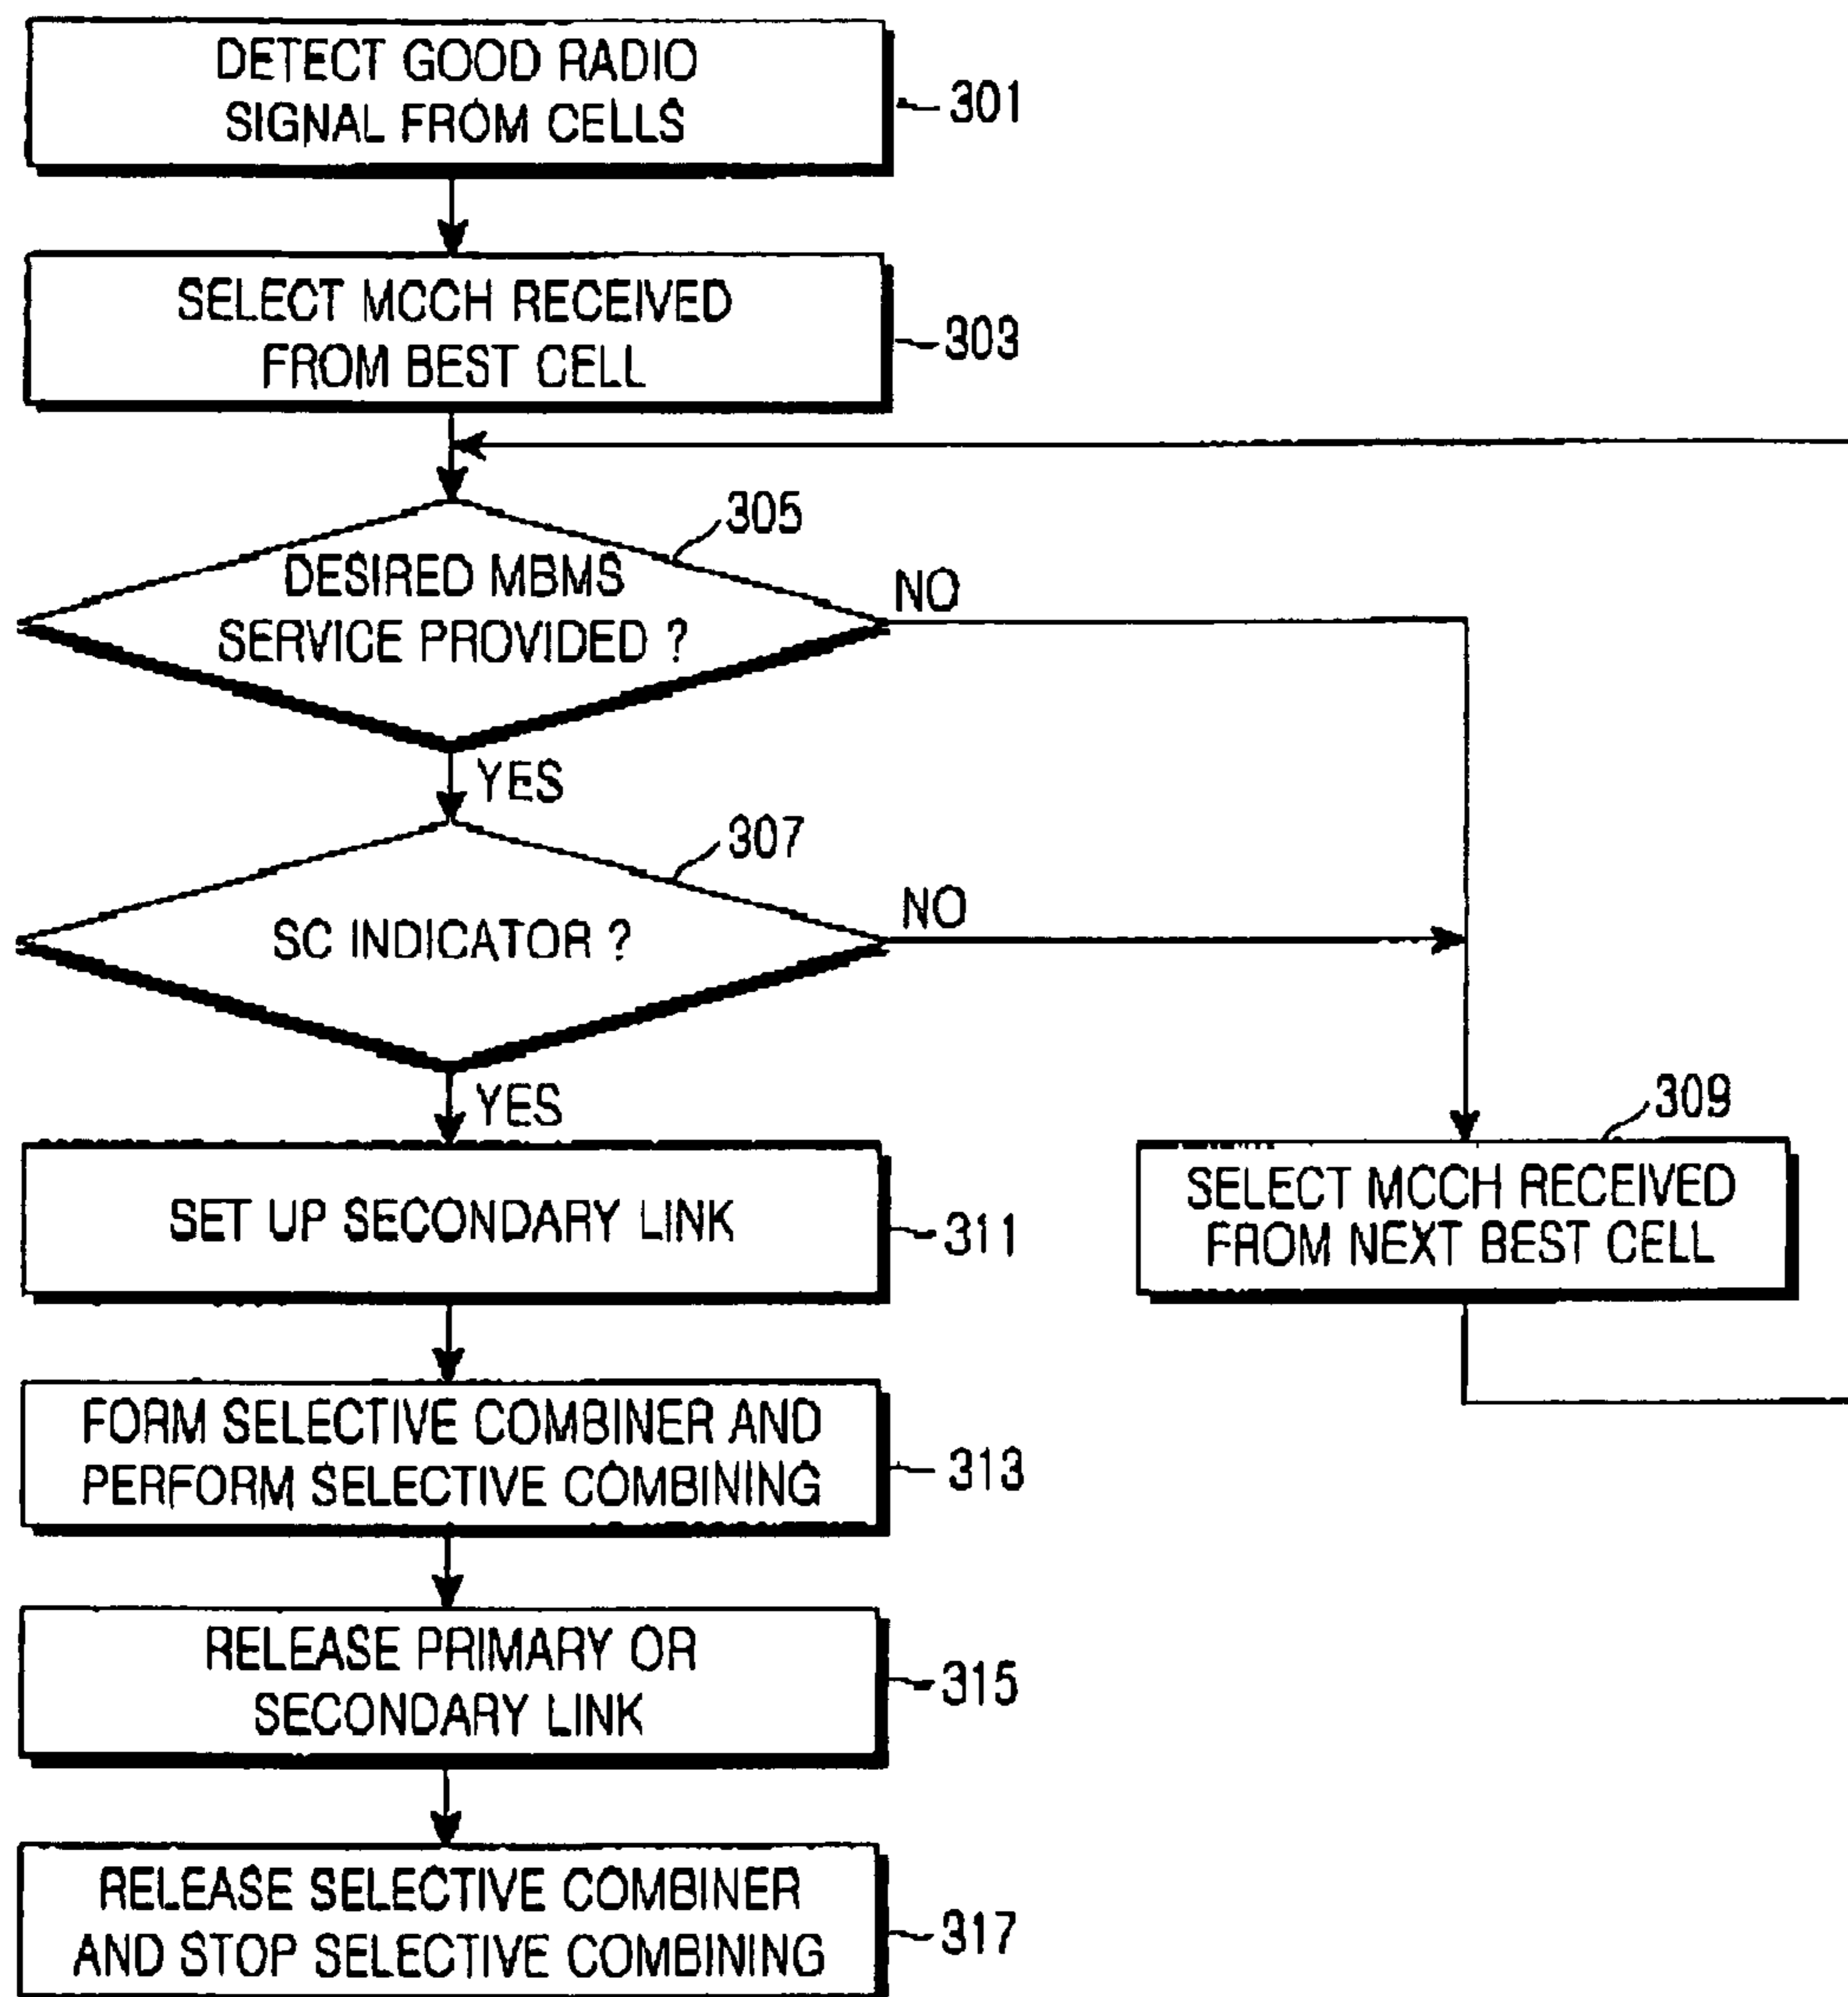 DETECT GOOD RADIO
SIGNAL FROM CELLS
301
SELECT MCCH RECEIVED
FROM BEST CELL
303
305
DESIRED MBMS
SERVICE PROVIDED ?
NO
YES
307
SC INDICATOR ?
NO
YES
309
SELECT MCCH RECEIVED
FROM NEXT BEST CELL
SET UP SECONDARY LINK
311
FORM SELECTIVE COMBINER AND
PERFORM SELECTIVE COMBINING
313
RELEASE PRIMARY OR
SECONDARY LINK
315
RELEASE SELECTIVE COMBINER
AND STOP SELECTIVE COMBINING
317